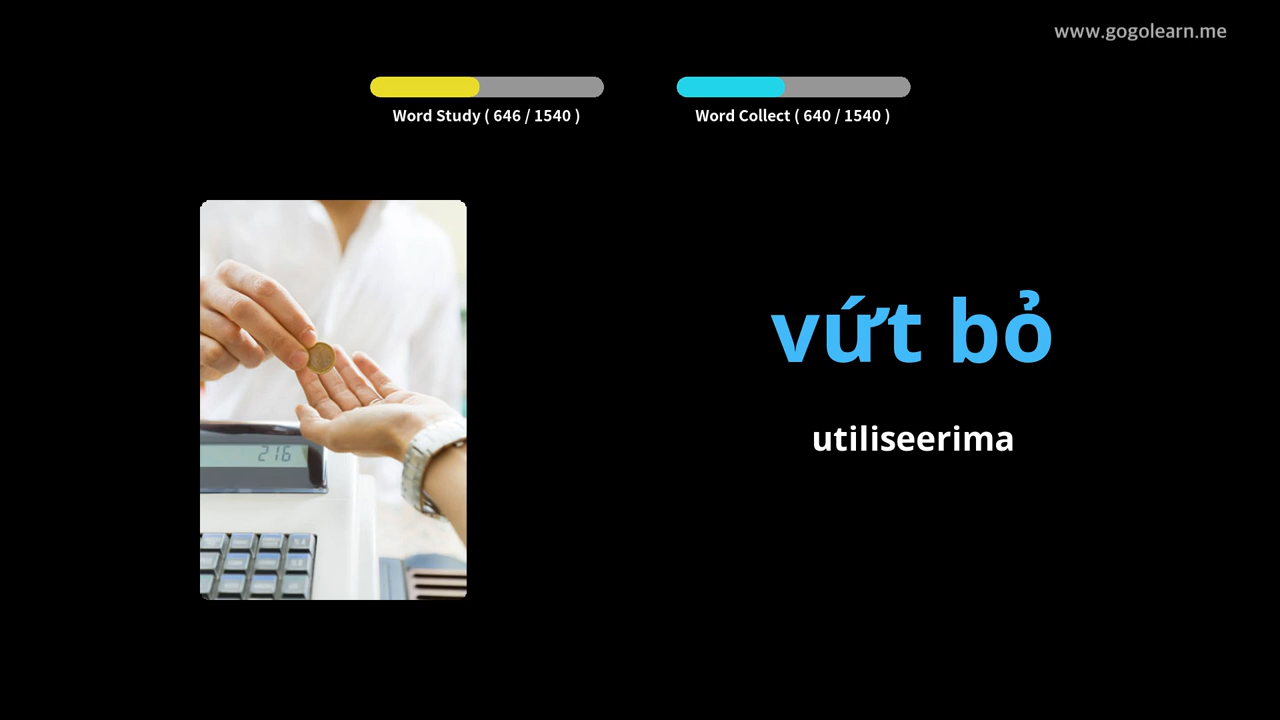 www.gogolearn.me
Word Study ( 646 / 1540 )
Word Collect ( 640 / 1540 )
vứt bỏ
utiliseerima
216